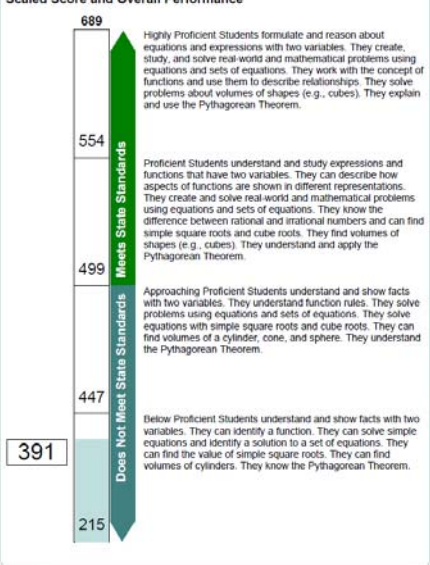 Scaled Score and Overall Performance
689
Highly Proficient Students formulate and reason about
equations and expressions with two variables. They create,
study, and solve real-world and mathematical problems using
equations and sets of equations. They work with the concept of
functions and use them to describe relationships. They solve
problems about volumes of shapes (e.g., cubes). They explain
and use the Pythagorean Theorem.
554
Meets State Standards
Proficient Students understand and study expressions and
functions that have two variables. They can describe how
aspects of functions are shown in different representations.
They create and solve real-world and mathematical problems
using equations and sets of equations. They know the
difference between rational and irrational numbers and can find
simple square roots and cube roots. They find volumes of
shapes (e.g., cubes). They understand and apply the
Pythagorean Theorem.
499
Approaching Proficient Students understand and show facts
with two variables. They understand function rules. They solve
problems using equations and sets of equations. They solve
equations with simple square roots and cube roots. They can
find volumes of a cylinder, cone, and sphere. They understand
the Pythagorean Theorem.
Does Not Meet State Standards
447
Below Proficient Students understand and show facts with two
variables. They can identify a function. They can solve simple
equations and identify a solution to a set of equations. They
can find the value of simple square roots. They can find
volumes of cylinders. They know the Pythagorean Theorem.
391
215